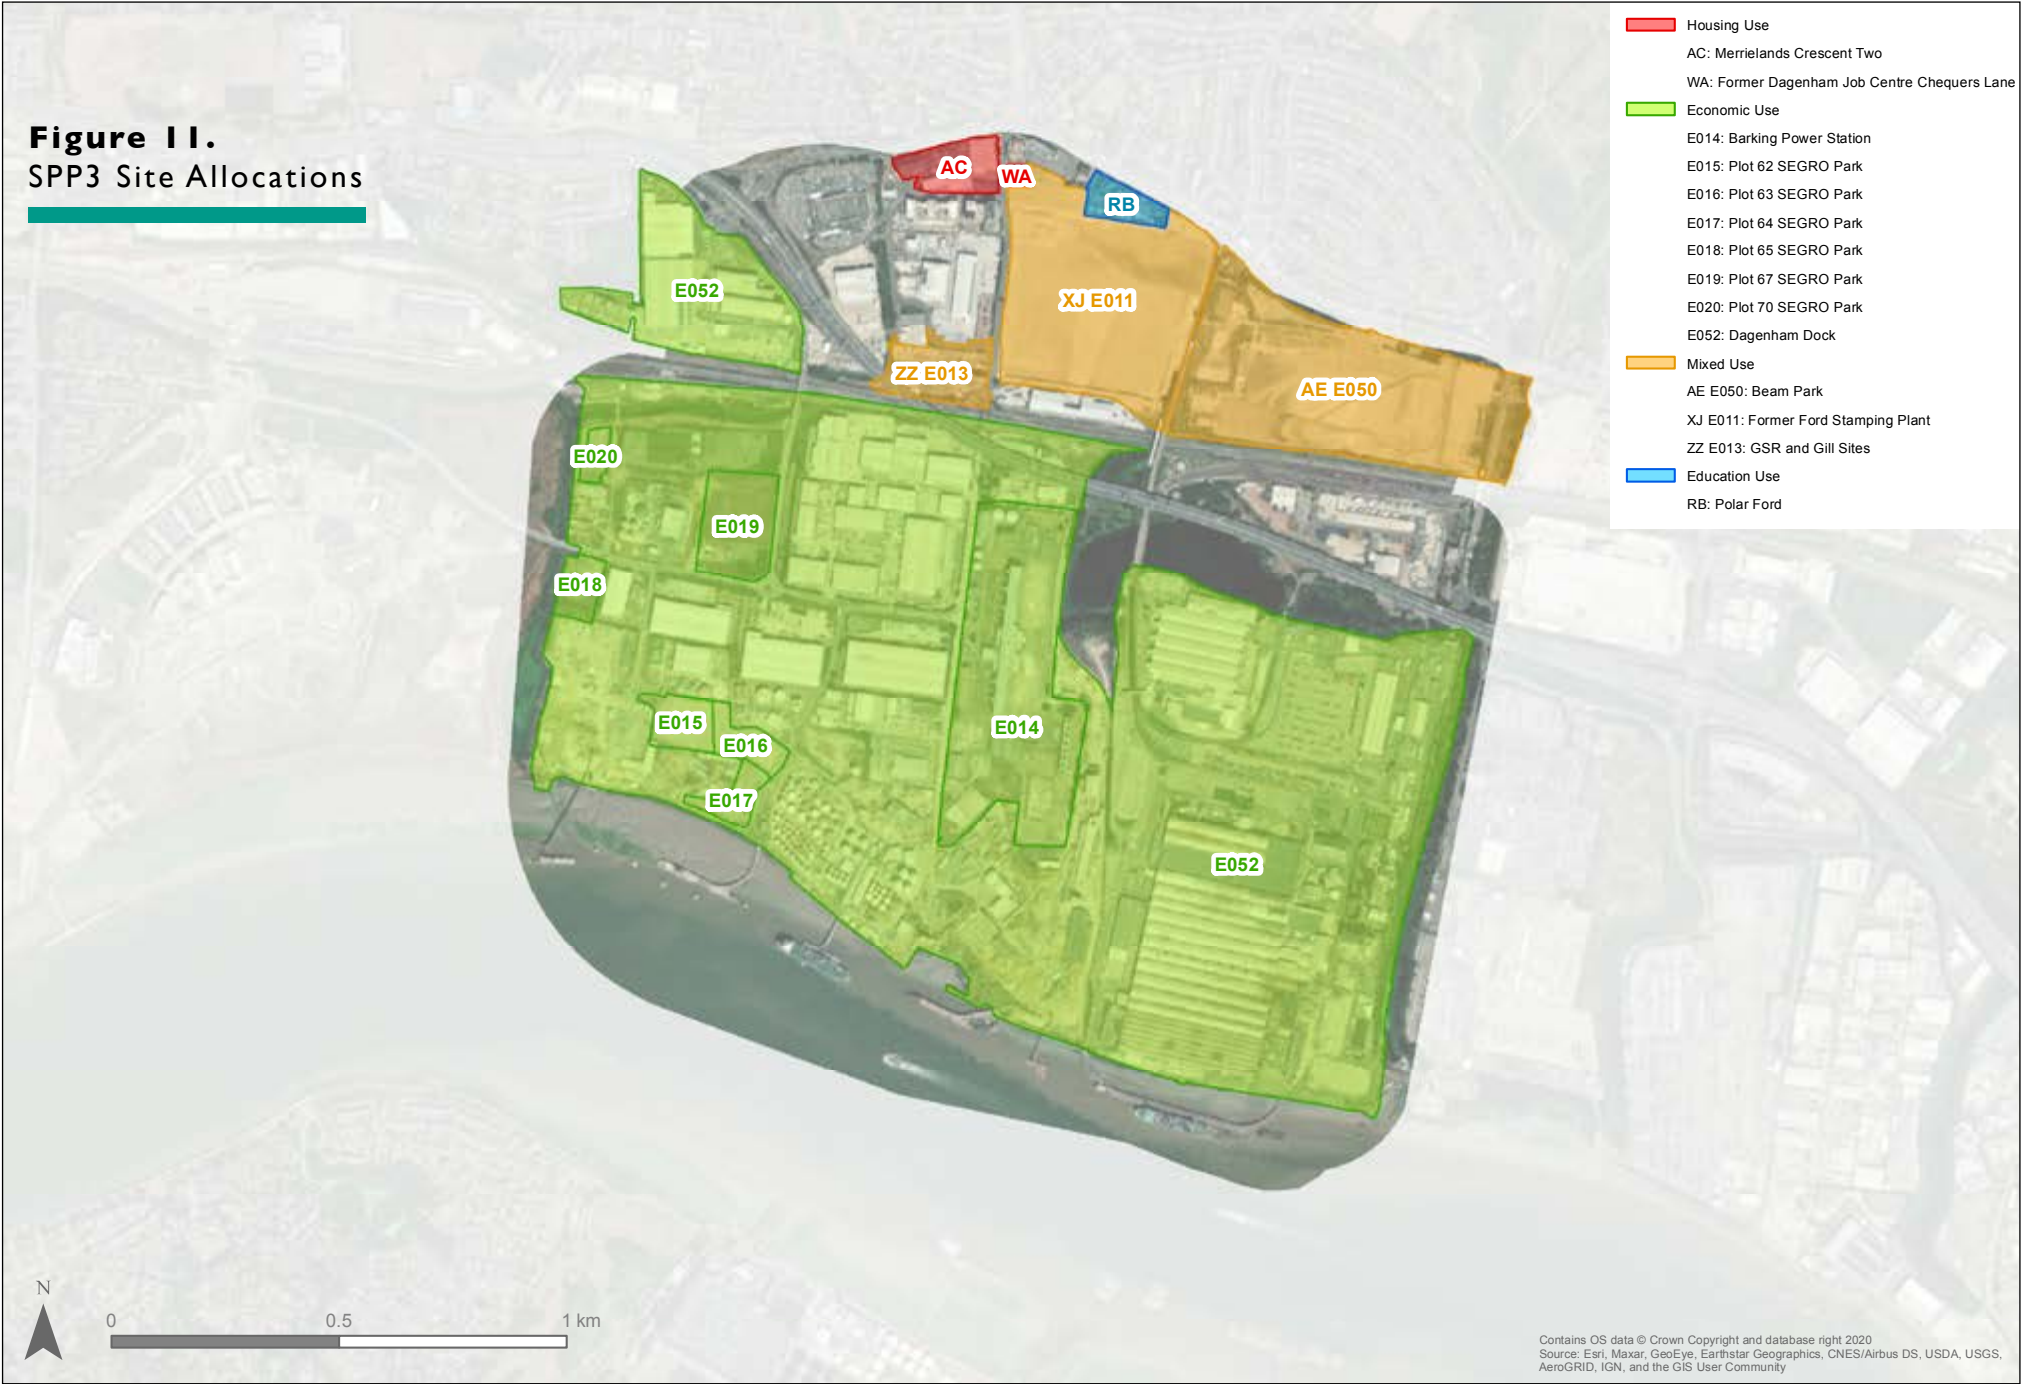 Figure 11.
SPP3 Site Allocations
Housing Use
AC: Merrielands Crescent Two
WA: Former Dagenham Job Centre Chequers Lane
Economic Use
E014: Barking Power Station
E015: Plot 62 SEGRO Park
E016: Plot 63 SEGRO Park
E017: Plot 64 SEGRO Park
E018: Plot 65 SEGRO Park
E019: Plot 67 SEGRO Park
E020: Plot 70 SEGRO Park
E052: Dagenham Dock
Mixed Use
AE E050: Beam Park
XJ E011: Former Ford Stamping Plant
ZZ E013: GSR and Gill Sites
Education Use
RB: Polar Ford
AC
WA
RB
E052
XJ E011
ZZ E013
AE E050
E020
E019
E018
E015
E016
E014
E017
E052
N
0 0.5 1 km
Contains OS data © Crown Copyright and database right 2020
Source: Esri, Maxar, GeoEye, Earthstar Geographics, CNES/Airbus DS, USDA, USGS,
AeroGRID, IGN, and the GIS User Community